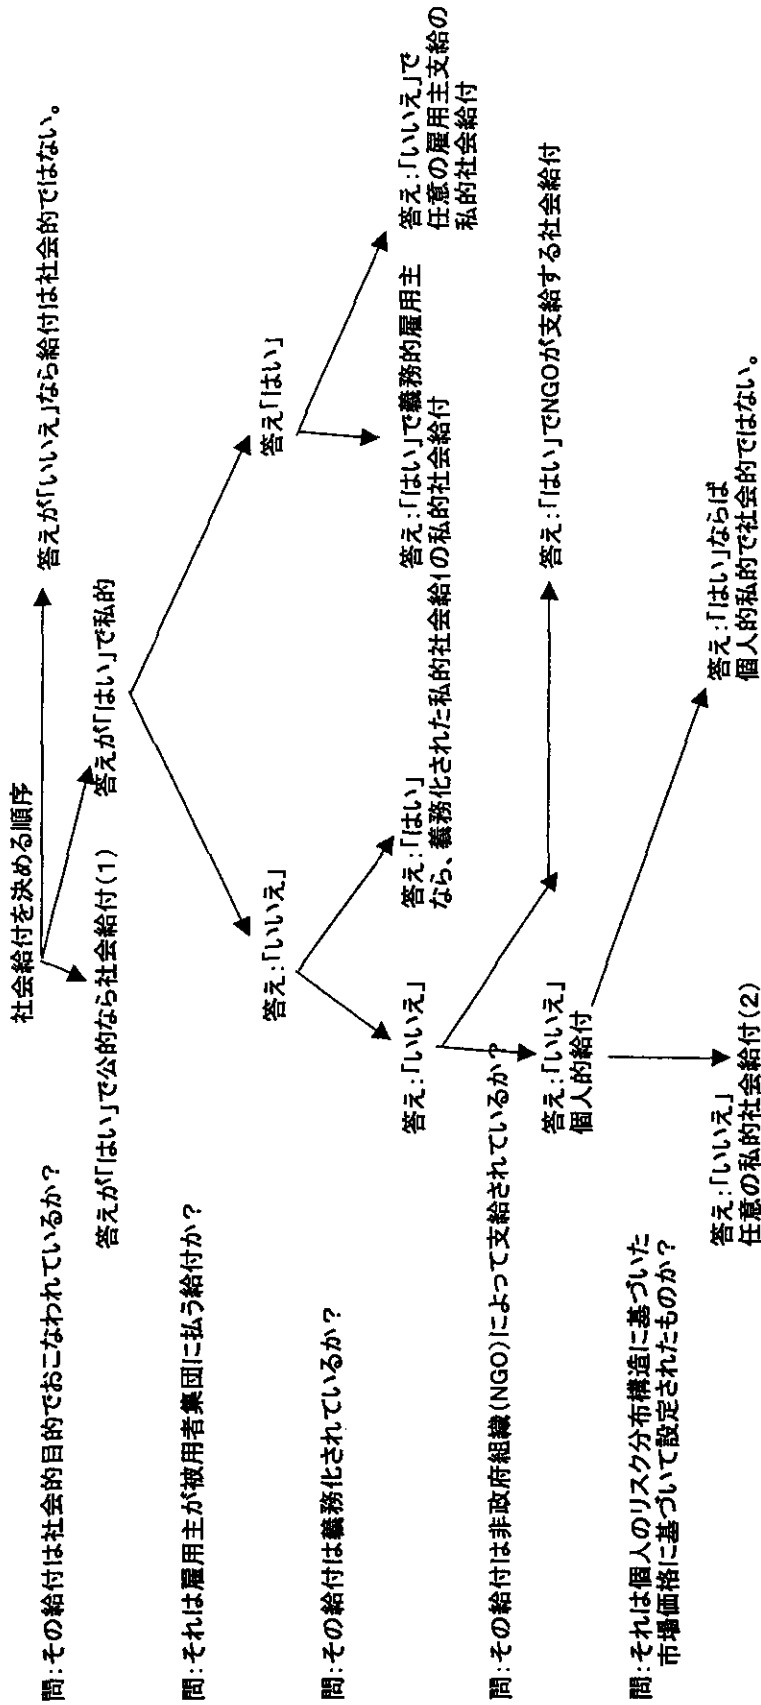 社会給付を決める順序
問:その給付は社会的目的でおこなわれているか?
答えが「いいえ」なら給付は社会的ではない。
答えが「はい」で公的なら社会給付(1)
答えが「はい」で私的
問:それは雇用主が被用者集団に払う給付か?
答え:「いいえ」
答え「はい」
問:その給付は義務化されているか?
答え:「いいえ」
答え:「はい」
なら、義務化された私的社会給付
答え:「はい」で義務的雇用主
の私的社会給付
答え:「いいえ」で
任意の雇用主支給の
私的社会給付
問:その給付は非政府組織(NGO)によって支給されているか?
答え:「いいえ」
個人的給付
答え:「はい」でNGOが支給する社会給付
問:それは個人のリスク分布構造に基づいた
市場価格に基づいて設定されたものか?
答え:「いいえ」
任意の私的社会給付(2)
答え:「はい」ならば
個人的私的で社会的ではない。